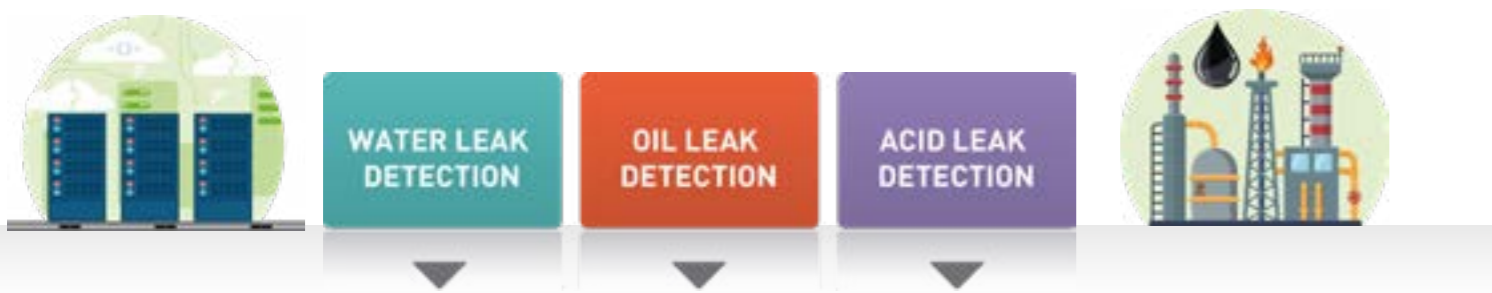 WATER LEAK
DETECTION
OIL LEAK
DETECTION
ACID LEAK
DETECTION